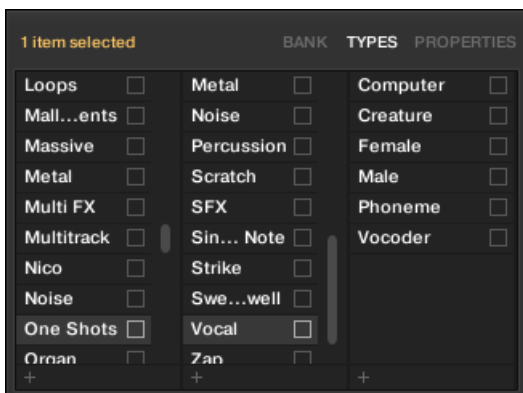 1 item selected BANK TYPES PROPERTIES
Loops Metal Computer
Mall...ents Noise Creature
Massive Percussion Female
Metal Scratch Male
Multi FX SFX Phoneme
Multitrack Sin... Note Vocoder
Nico Strike
Noise Swe...well
One Shots Vocal
Organ Zap
+ + +